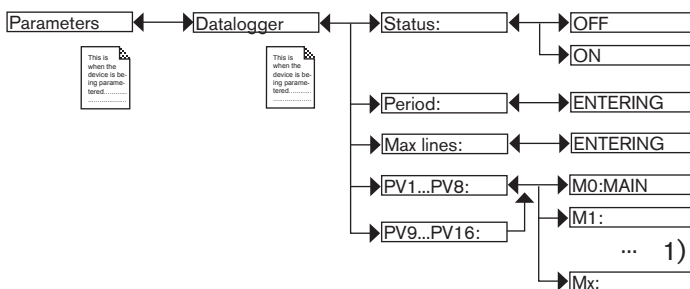 Parameters
Datalogger
Status:
OFF
ON
This is
when the
device is be-
ing parame-
tered............
.....................
This is
when the
device is be-
ing parame-
tered............
.....................
Period:
ENTERING
Max lines:
ENTERING
PV1...PV8:
M0:MAIN
PV9...PV16:
M1:
... 1)
Mx: